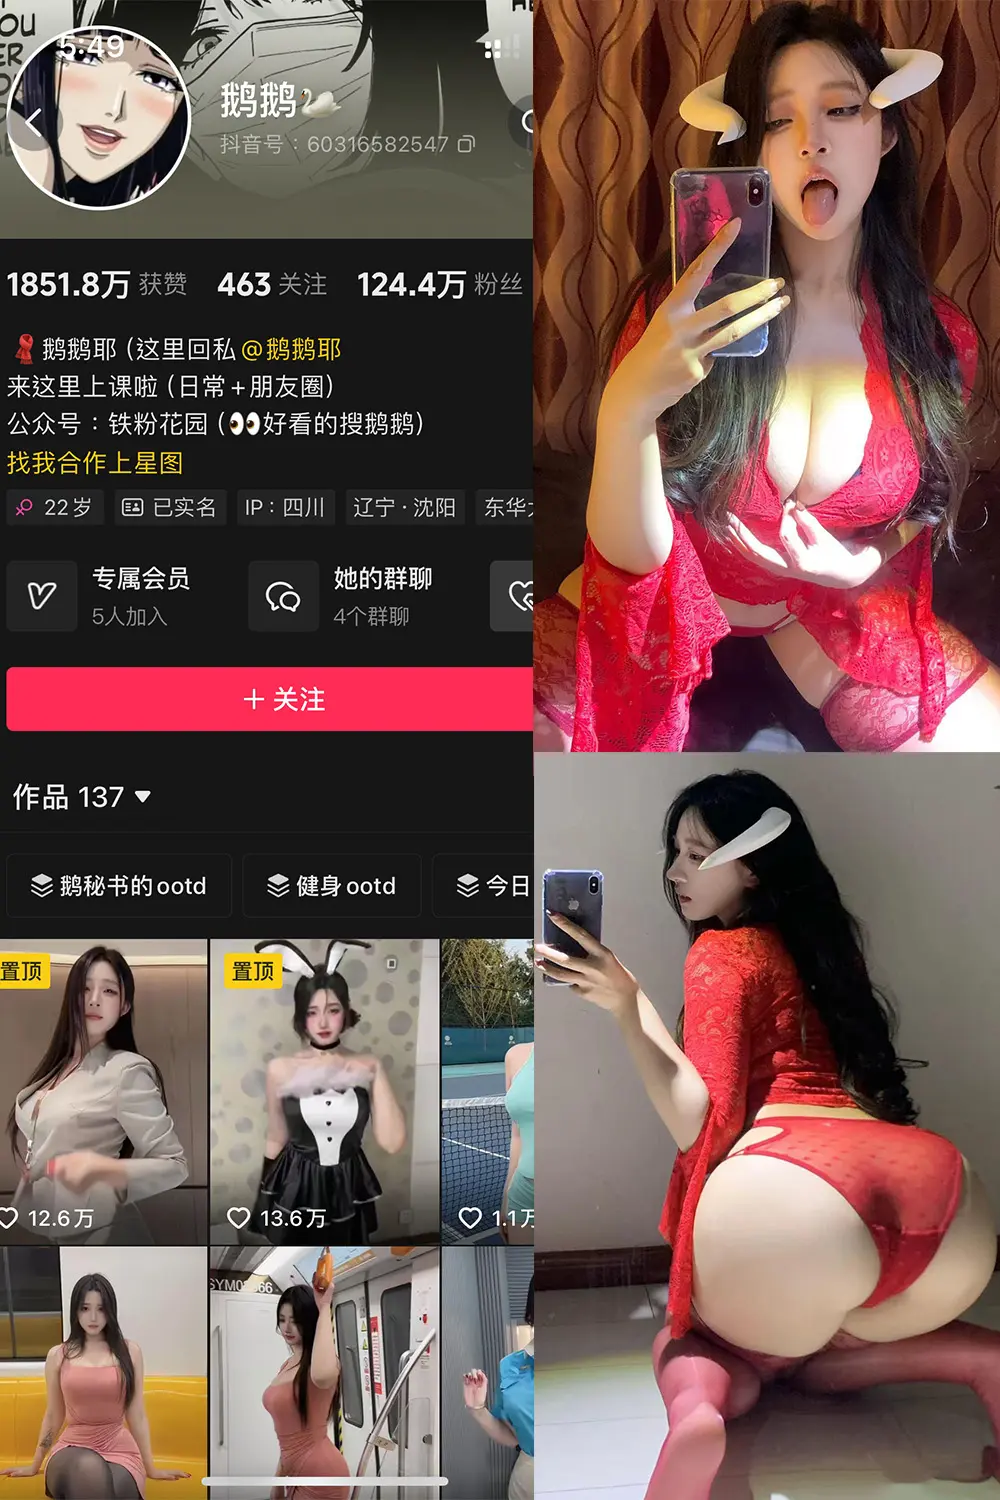 OU
ER
5:49
鹅鹅🦢
抖音号：60316582547
1851.8万 获赞 463 关注 124.4万 粉丝
🧣鹅鹅耶（这里回私@鹅鹅耶
来这里上课啦（日常+朋友圈）
公众号：铁粉花园（👀好看的搜鹅鹅）
找我合作上星图
22岁 已实名 IP：四川 辽宁·沈阳 东华
专属会员 她的群聊
5人加入 4个群聊
+ 关注
作品 137
鹅秘书的ootd 健身ootd 今日
置顶 置顶
12.6万 13.6万 1.1万